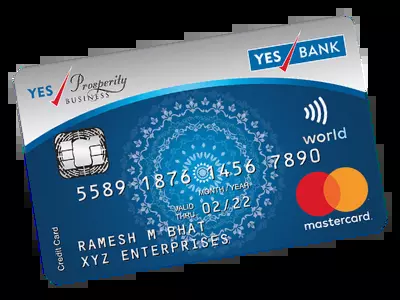 YES Prosperity
BUSINESS
YES BANK
world
5589 1876 1456 7890
MONTH / YEAR
VALID
THRU
02/22
RAMESH M BHAT
XYZ ENTERPRISES
Credit Card
mastercard